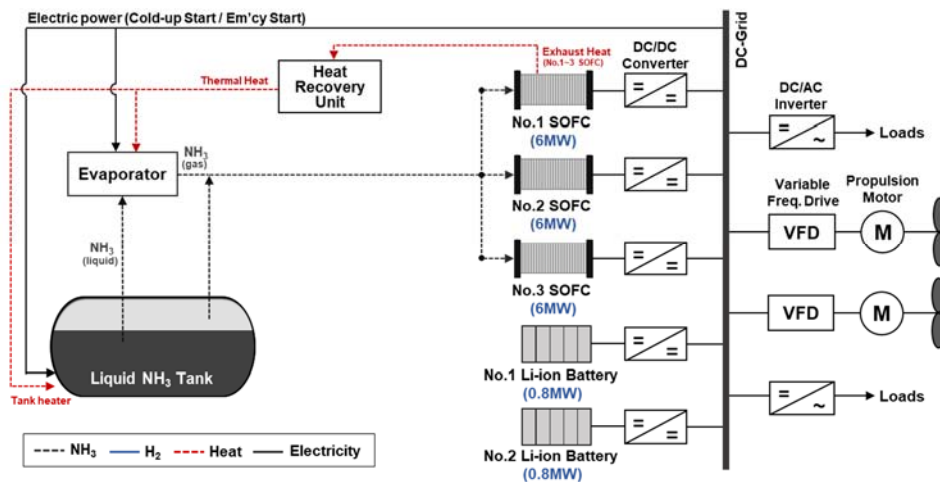 Electric power (Cold-up Start / Em'cy Start)
Exhaust Heat
(No.1~3 SOFC)
DC/DC
Converter
DC-Grid
Thermal Heat
Heat
Recovery
Unit
DC/AC
Inverter
=
=
=
~
Loads
No.1 SOFC
(6MW)
NH₃
(gas)
Evaporator
=
=
No.2 SOFC
(6MW)
Variable
Freq. Drive
Propulsion
Motor
VFD
M
NH₃
(liquid)
=
=
No.3 SOFC
(6MW)
VFD
M
Liquid NH₃ Tank
Tank heater
=
=
No.1 Li-ion Battery
(0.8MW)
=
~
Loads
=
=
No.2 Li-ion Battery
(0.8MW)
NH₃
H₂
Heat
Electricity